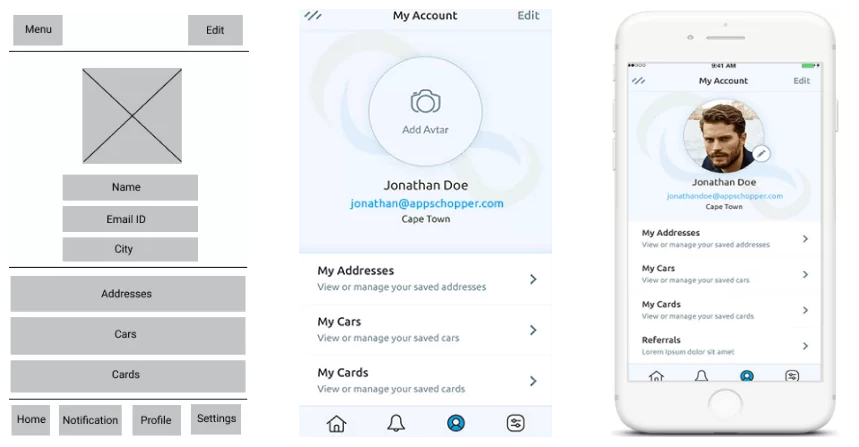 Menu
Edit
Name
Email ID
City
Addresses
Cars
Cards
Home
Notification
Profile
Settings
My Account
Edit
Add Avtar
Jonathan Doe
jonathan@appschopper.com
Cape Town
My Addresses
View or manage your saved addresses
My Cars
View or manage your saved cars
My Cards
View or manage your saved cards
9:41 AM
My Account
Edit
Jonathan Doe
jonathandoe@appschopper.com
Cape Town
My Addresses
View or manage your saved addresses
My Cars
View or manage your saved cars
My Cards
View or manage your saved cards
Referrals
Lorem Ipsum dolor sit amet